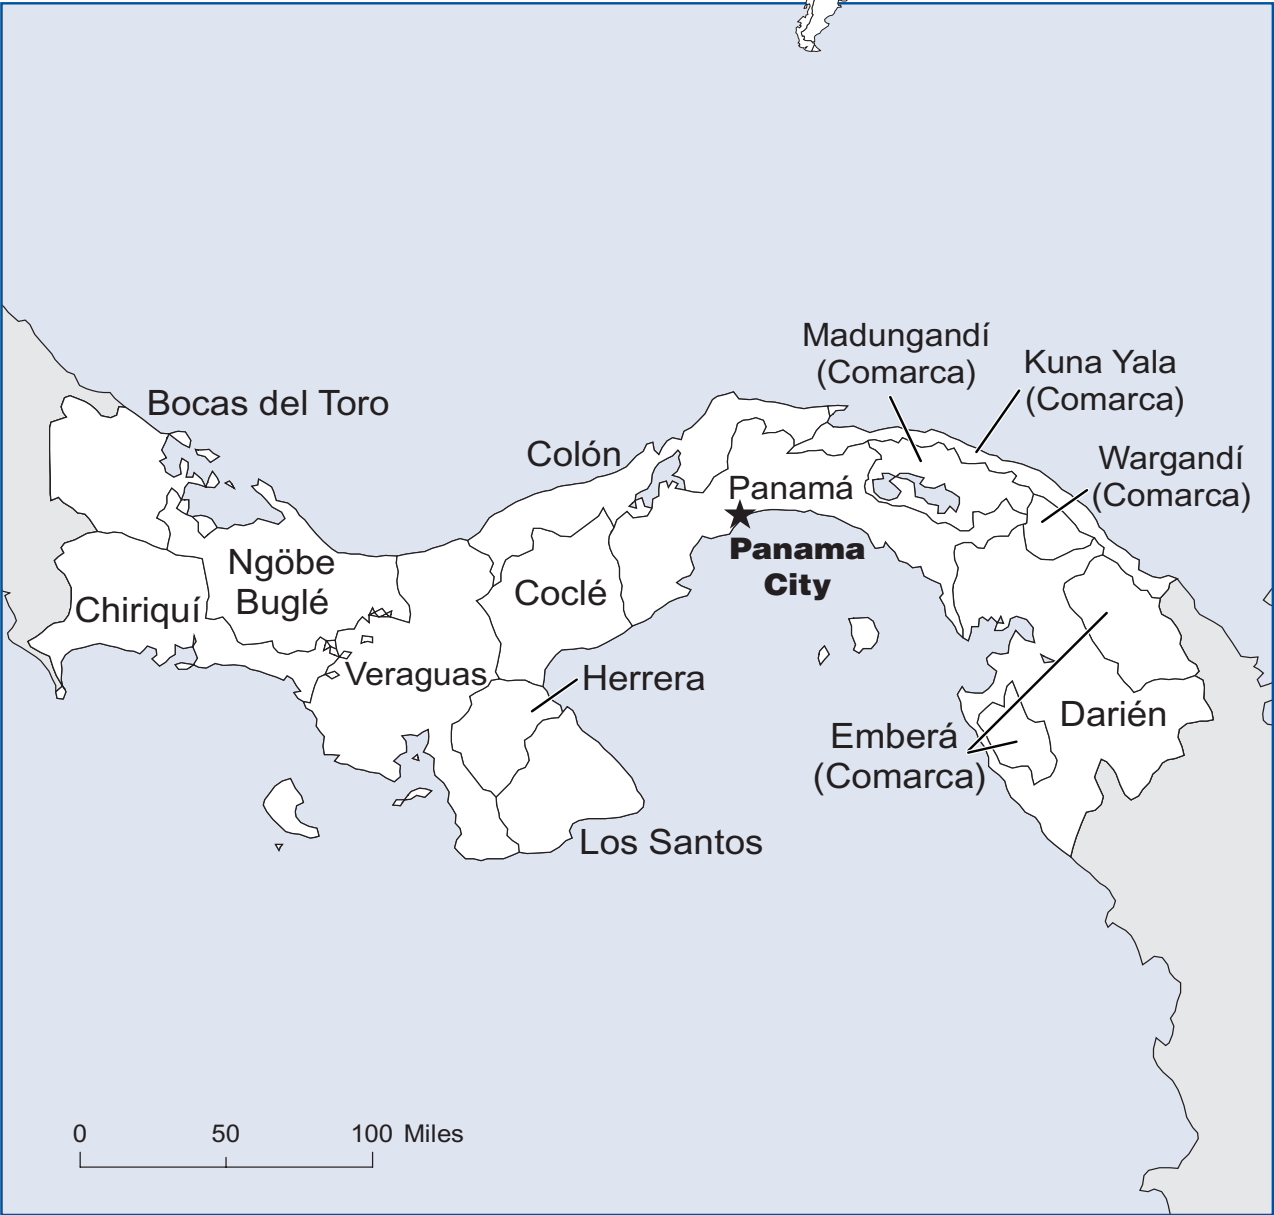 Madungandí
(Comarca)
Kuna Yala
(Comarca)
Bocas del Toro
Colón
Wargandí
(Comarca)
Panamá
Panama
City
Ngöbe
Buglé
Coclé
Chiriquí
Veraguas
Herrera
Darién
Emberá
(Comarca)
Los Santos
0 50 100 Miles